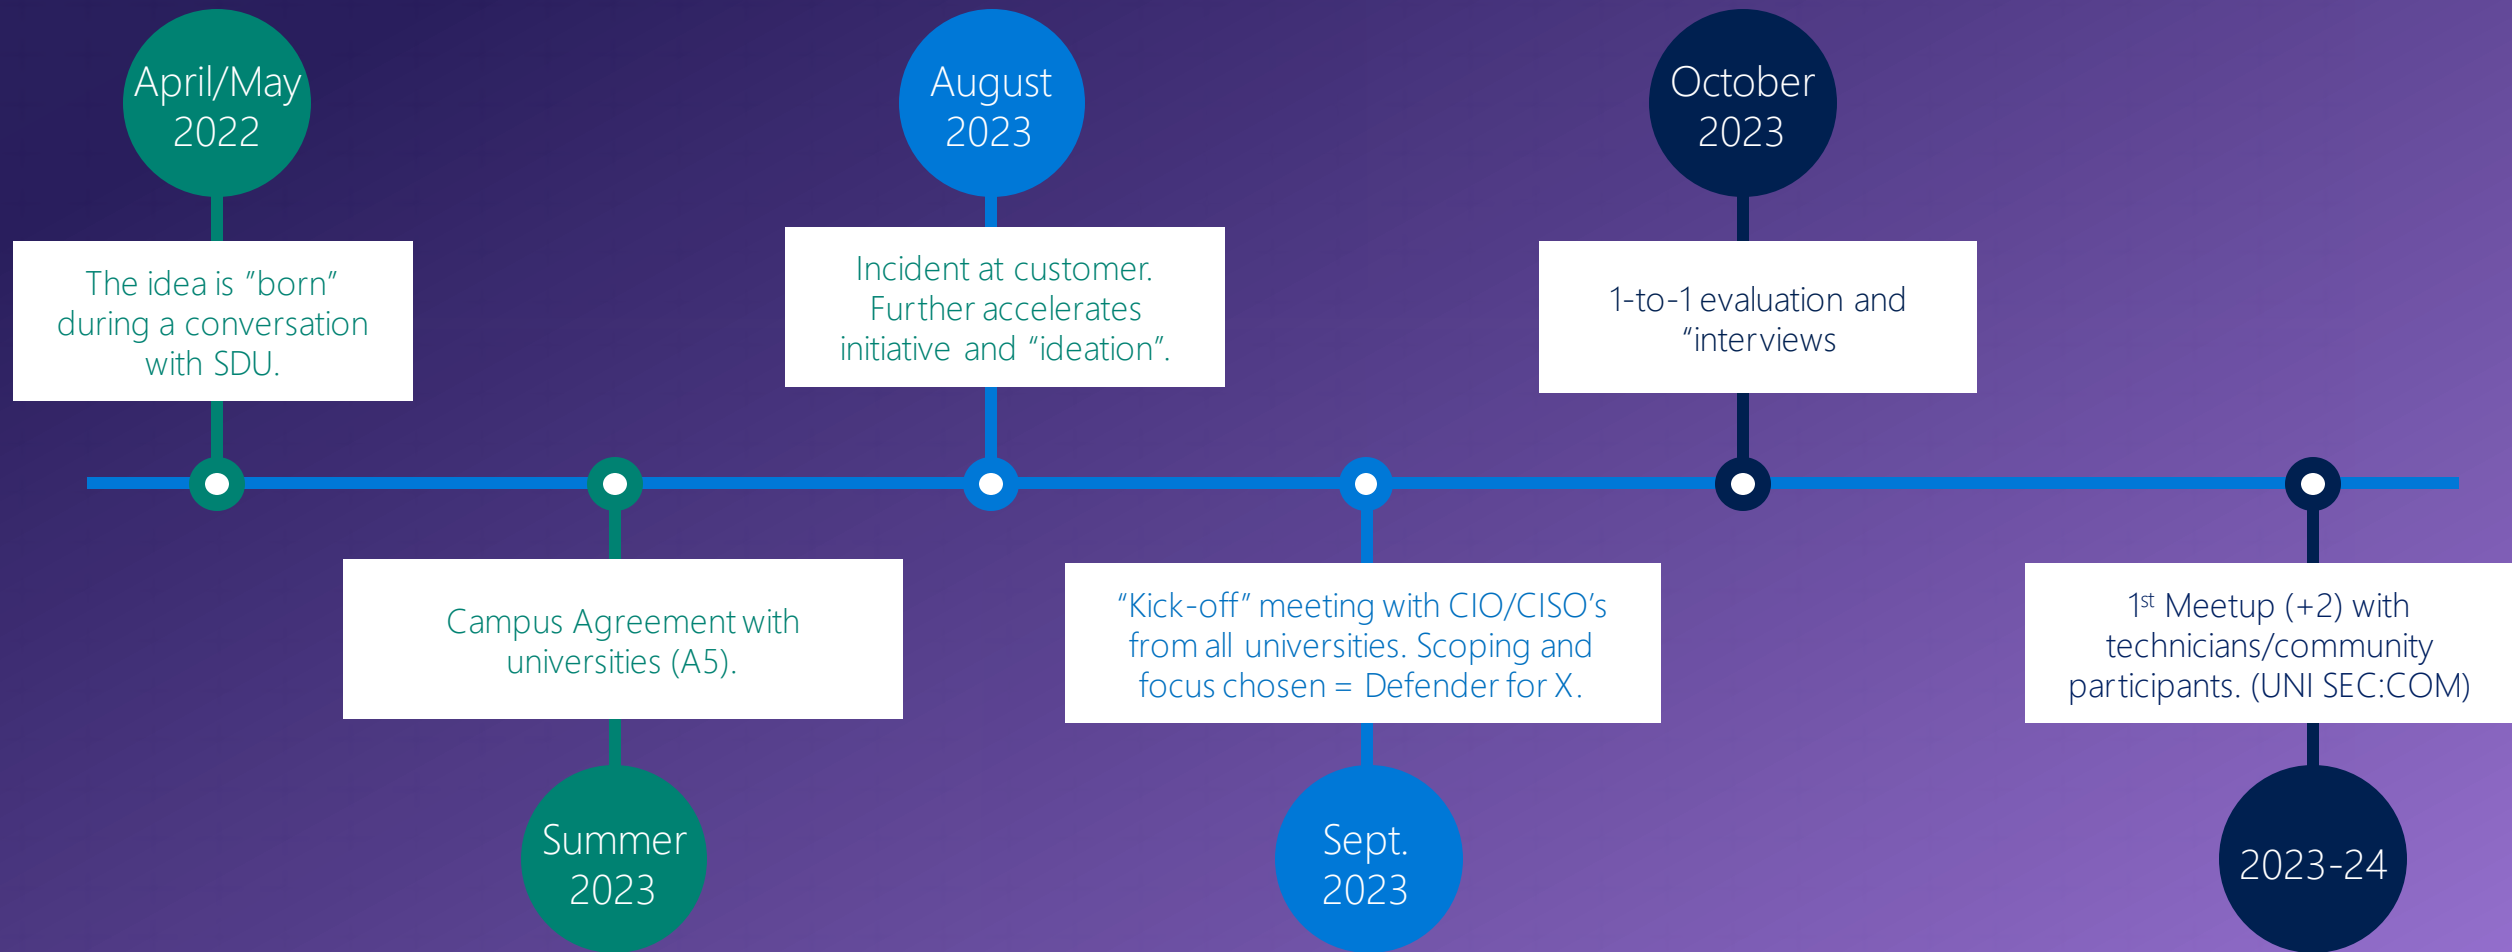 April/May
2022
The idea is "born"
during a conversation
with SDU.
Campus Agreement with
universities (A5).
Summer
2023
August
2023
Incident at customer.
Further accelerates
initiative and “ideation”.
“Kick-off” meeting with CIO/CISO’s
from all universities. Scoping and
focus chosen = Defender for X.
Sept.
2023
October
2023
1-to-1 evaluation and
“interviews
1st Meetup (+2) with
technicians/community
participants. (UNI SEC:COM)
2023-24